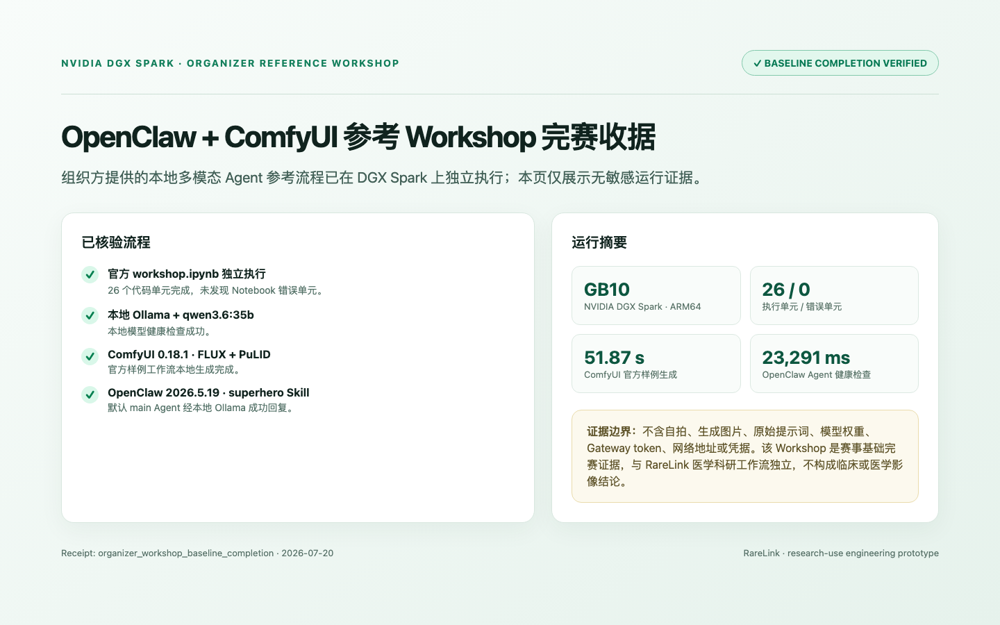 NVIDIA DGX SPARK · ORGANIZER REFERENCE WORKSHOP
✓ BASELINE COMPLETION VERIFIED
OpenClaw + ComfyUI 参考 Workshop 完赛收据
组织方提供的本地多模态 Agent 参考流程已在 DGX Spark 上独立执行；本页仅展示无敏感运行证据。
已核验流程
官方 workshop.ipynb 独立执行
26 个代码单元完成，未发现 Notebook 错误单元。
本地 Ollama + qwen3.6:35b
本地模型健康检查成功。
ComfyUI 0.18.1 · FLUX + PuLID
官方样例工作流本地生成完成。
OpenClaw 2026.5.19 · superhero Skill
默认 main Agent 经本地 Ollama 成功回复。
运行摘要
GB10
NVIDIA DGX Spark · ARM64
26 / 0
执行单元 / 错误单元
51.87 s
ComfyUI 官方样例生成
23,291 ms
OpenClaw Agent 健康检查
证据边界：不含自拍、生成图片、原始提示词、模型权重、
Gateway token、网络地址或凭据。该 Workshop 是赛事基础完
赛证据，与 RareLink 医学科研工作流独立，不构成临床或医学影
像结论。
Receipt: organizer_workshop_baseline_completion · 2026-07-20
RareLink · research-use engineering prototype